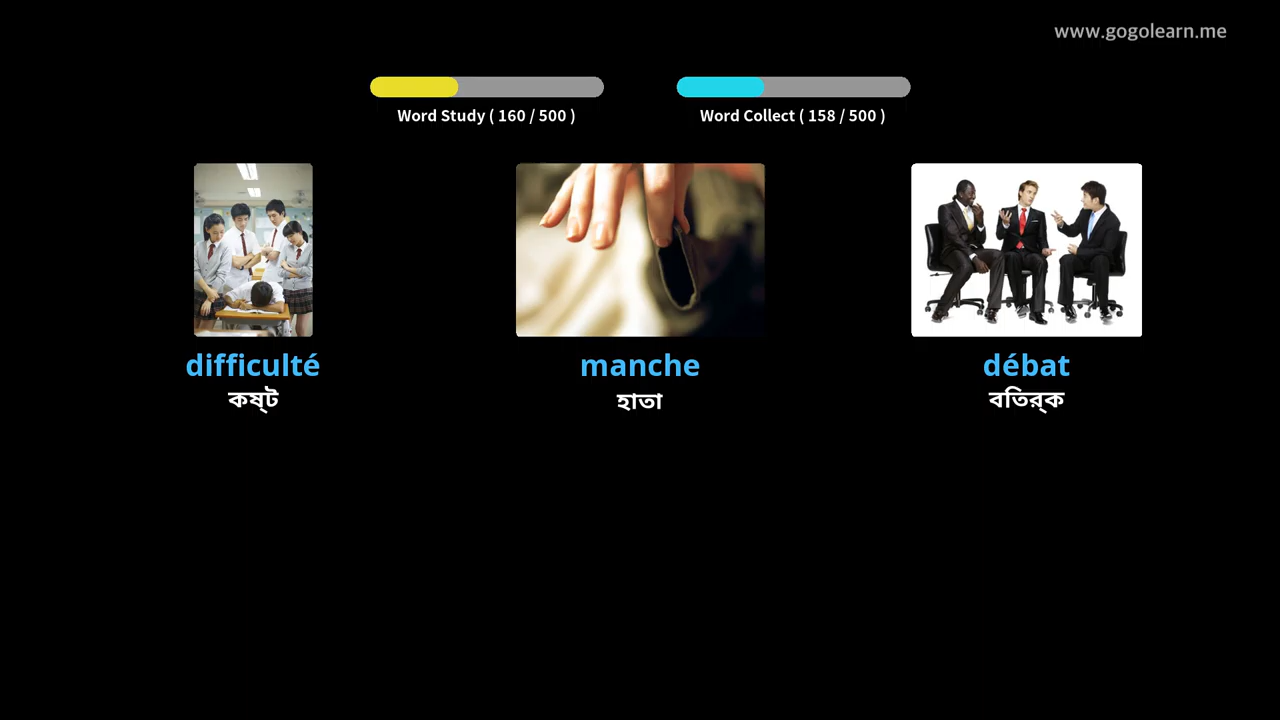 www.gogolearn.me
Word Study ( 160 / 500 )
Word Collect ( 158 / 500 )
difficulté
manche
débat
কষ্‌ট
হাতা
বতির্‌ক